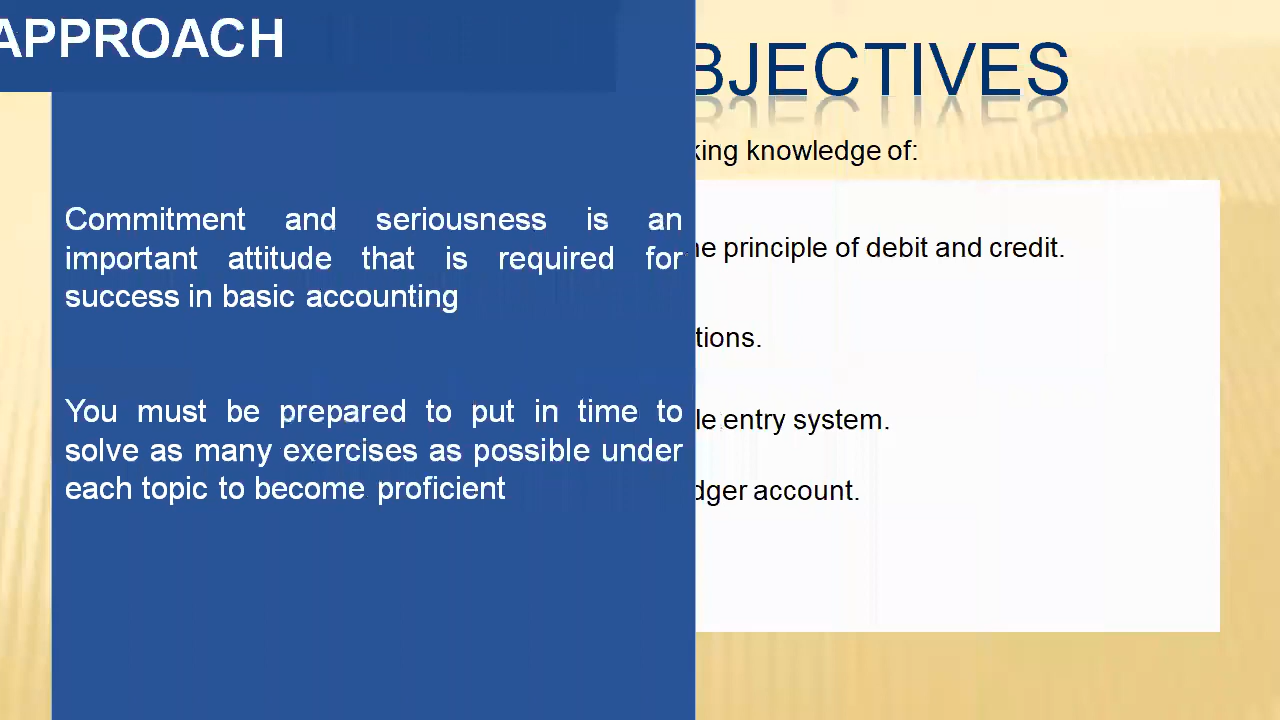 APPROACH
Commitment and seriousness is an
important attitude that is required for
success in basic accounting
You must be prepared to put in time to
solve as many exercises as possible under
each topic to become proficient
BJECTIVES
king knowledge of:
he principle of debit and credit.
tions.
le entry system.
dger account.